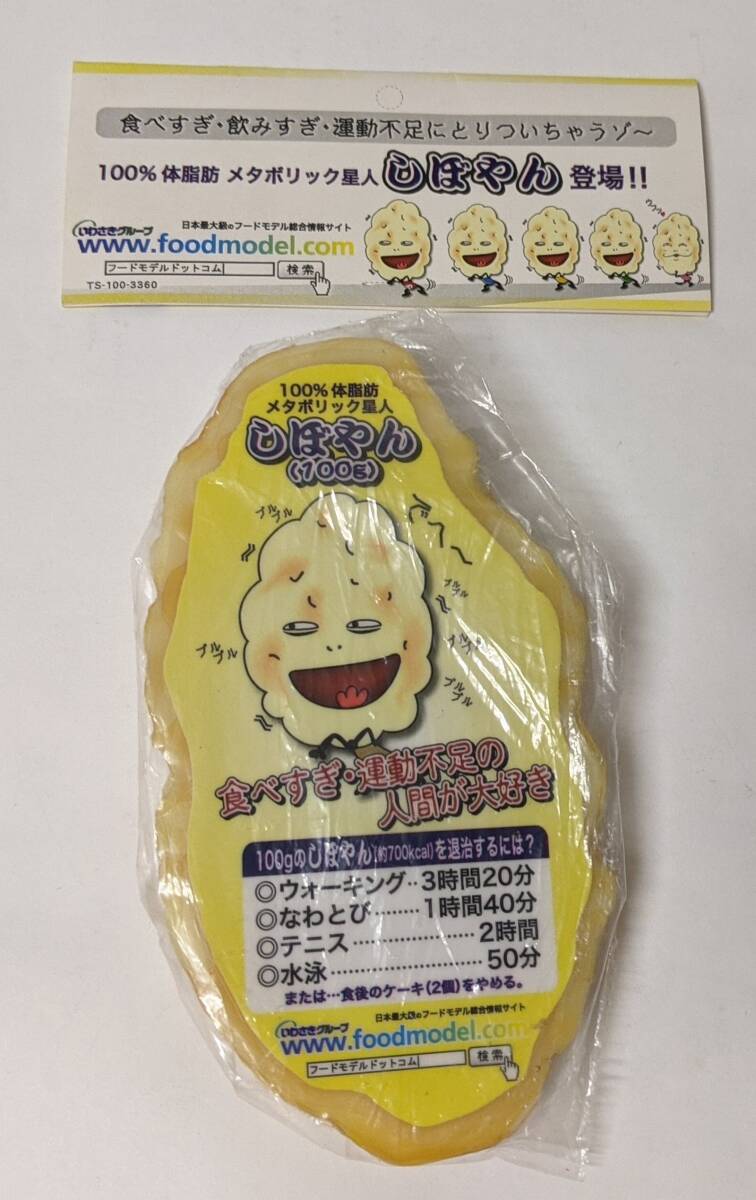 食べすぎ・飲みすぎ・運動不足にとりついちゃうゾ〜
100% 体脂肪 メタボリック星人 しぼやん 登場!!
いわさきグループ 日本最大級のフードモデル総合情報サイト
www.foodmodel.com
フードモデルドットコム 検索
TS-100-3360
100% 体脂肪
メタボリック星人
しぼやん
(100g)
プルプル
プルプル
プルプル
プルプル
プルプル
食べすぎ・運動不足の
人間が大好き
100gのしぼやん(約700kcal)を退治するには?
◎ウォーキング‥3時間20分
◎なわとび………1時間40分
◎テニス………………2時間
◎水泳……………………50分
または…食後のケーキ(2個)をやめる。
いわさきグループ 日本最大級のフードモデル総合情報サイト
www.foodmodel.com
フードモデルドットコム 検索